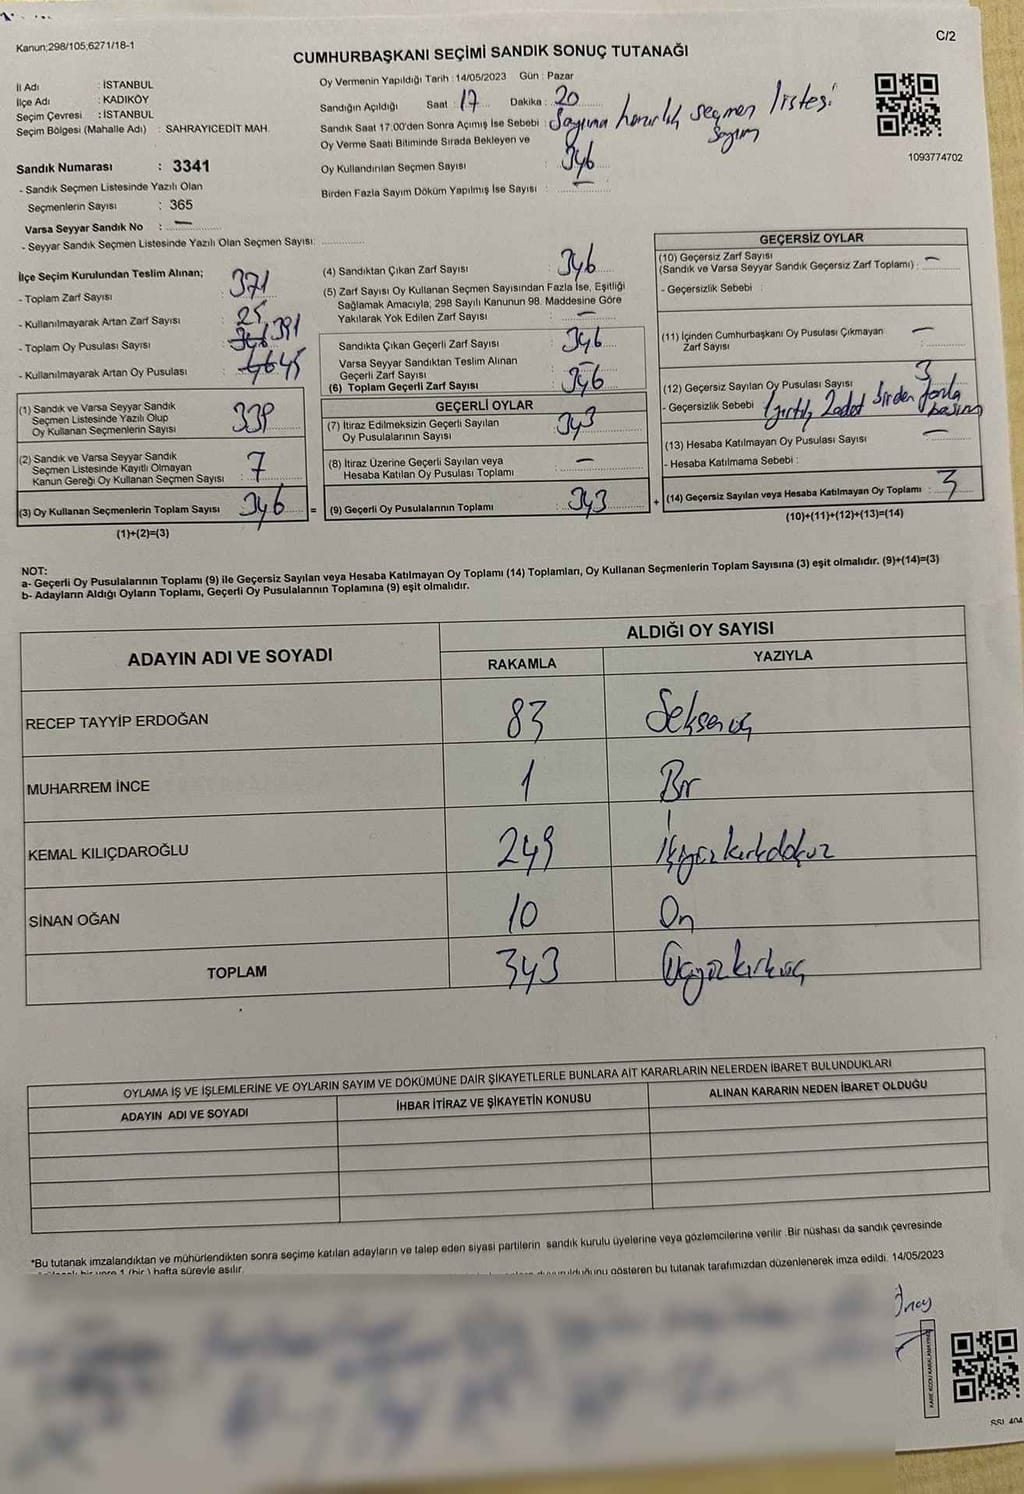 Kanun;298/105,6271/18-1
C/2
CUMHURBAŞKANI SEÇİMİ SANDIK SONUÇ TUTANAĞI
İl Adı : İSTANBUL
İlçe Adı : KADIKÖY
Seçim Çevresi : İSTANBUL
Seçim Bölgesi (Mahalle Adı) : SAHRAYICEDİT MAH.
Sandık Numarası : 3341
- Sandık Seçmen Listesinde Yazılı Olan
Seçmenlerin Sayısı : 365
Varsa Seyyar Sandık No : —
- Seyyar Sandık Seçmen Listesinde Yazılı Olan Seçmen Sayısı:
Oy Vermenin Yapıldığı Tarih : 14/05/2023 Gün : Pazar
Sandığın Açıldığı Saat : 17 Dakika : 20
Sandık Saat 17:00'den Sonra Açımış İse Sebebi : Sayıma hazırlık seçmen listesi
Sayım
Oy Verme Saati Bitiminde Sırada Bekleyen ve
Oy Kullandırılan Seçmen Sayısı : 346
Birden Fazla Sayım Döküm Yapılmış İse Sayısı : —
1093774702
İlçe Seçim Kurulundan Teslim Alınan;
- Toplam Zarf Sayısı : 371
- Kullanılmayarak Artan Zarf Sayısı : 25
- Toplam Oy Pusulası Sayısı : 391
- Kullanılmayarak Artan Oy Pusulası : 45
(1) Sandık ve Varsa Seyyar Sandık
Seçmen Listesinde Yazılı Olup
Oy Kullanan Seçmenlerin Sayısı : 339
(2) Sandık ve Varsa Seyyar Sandık
Seçmen Listesinde Kayıtlı Olmayan
Kanun Gereği Oy Kullanan Seçmen Sayısı : 7
(3) Oy Kullanan Seçmenlerin Toplam Sayısı 346 =
(1)+(2)=(3)
(4) Sandıktan Çıkan Zarf Sayısı : 346
(5) Zarf Sayısı Oy Kullanan Seçmen Sayısından Fazla İse, Eşitliği
Sağlamak Amacıyla; 298 Sayılı Kanunun 98. Maddesine Göre
Yakılarak Yok Edilen Zarf Sayısı : —
Sandıkta Çıkan Geçerli Zarf Sayısı : 346
Varsa Seyyar Sandıktan Teslim Alınan
Geçerli Zarf Sayısı : —
(6) Toplam Geçerli Zarf Sayısı : 346
GEÇERLİ OYLAR
(7) İtiraz Edilmeksizin Geçerli Sayılan
Oy Pusulalarının Sayısı : 343
(8) İtiraz Üzerine Geçerli Sayılan veya
Hesaba Katılan Oy Pusulası Toplamı : —
(9) Geçerli Oy Pusulalarının Toplamı : 343 +
GEÇERSİZ OYLAR
(10) Geçersiz Zarf Sayısı
(Sandık ve Varsa Seyyar Sandık Geçersiz Zarf Toplamı) : —
- Geçersizlik Sebebi :
(11) İçinden Cumhurbaşkanı Oy Pusulası Çıkmayan
Zarf Sayısı : —
(12) Geçersiz Sayılan Oy Pusulası Sayısı : 3
- Geçersizlik Sebebi : 1 yırtık 2 adet birden fazla
basım
(13) Hesaba Katılmayan Oy Pusulası Sayısı : —
- Hesaba Katılmama Sebebi :
(14) Geçersiz Sayılan veya Hesaba Katılmayan Oy Toplamı : 3
(10)+(11)+(12)+(13)=(14)
NOT:
a- Geçerli Oy Pusulalarının Toplamı (9) ile Geçersiz Sayılan veya Hesaba Katılmayan Oy Toplamı (14) Toplamları, Oy Kullanan Seçmenlerin Toplam Sayısına (3) eşit olmalıdır. (9)+(14)=(3)
b- Adayların Aldığı Oyların Toplamı, Geçerli Oy Pusulalarının Toplamına (9) eşit olmalıdır.
ADAYIN ADI VE SOYADI ALDIĞI OY SAYISI
RAKAMLA YAZIYLA
RECEP TAYYİP ERDOĞAN 83 Seksenüç
MUHARREM İNCE 1 Bir
KEMAL KILIÇDAROĞLU 249 İkiyüzkırkdokuz
SİNAN OĞAN 10 On
TOPLAM 343 Üçyüzkırküç
OYLAMA İŞ VE İŞLEMLERİNE VE OYLARIN SAYIM VE DÖKÜMÜNE DAİR ŞİKAYETLERLE BUNLARA AİT KARARLARIN NELERDEN İBARET BULUNDUKLARI
ADAYIN ADI VE SOYADI İHBAR İTİRAZ VE ŞİKAYETİN KONUSU ALINAN KARARIN NEDEN İBARET OLDUĞU
*Bu tutanak imzalandıktan ve mühürlendikten sonra seçime katılan adayların ve talep eden siyasi partilerin sandık kurulu üyelerine veya gözlemcilerine verilir .Bir nüshası da sandık çevresinde
1 (bir ) hafta süreyle asılır.
gösteren bu tutanak tarafımızdan düzenlenerek imza edildi. 14/05/2023
KARE KODU KARALAMAYINIZ